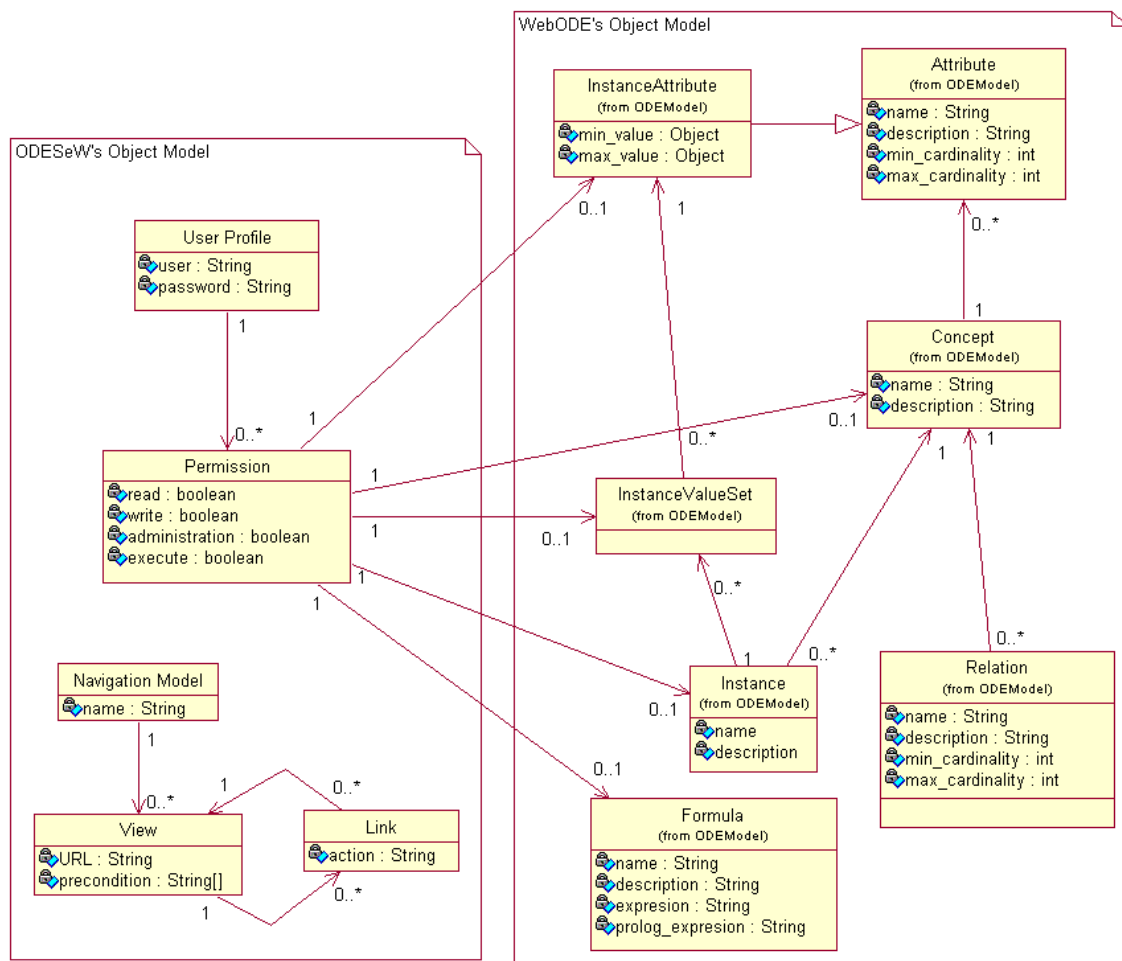 WebODE's Object Model
InstanceAttribute
(from ODEModel)
min_value : Object
max_value : Object
Attribute
(from ODEModel)
name : String
description : String
min_cardinality : int
max_cardinality : int
0..1
1
0..*
1
ODESeW's Object Model
User Profile
user : String
password : String
1
0..*
Permission
read : boolean
write : boolean
administration : boolean
execute : boolean
1
1
1
1
1
Concept
(from ODEModel)
name : String
description : String
0..1
1
1
0..*
InstanceValueSet
(from ODEModel)
0..1
0..*
1
0..*
0..*
Instance
(from ODEModel)
name
description
0..1
Relation
(from ODEModel)
name : String
description : String
min_cardinality : int
max_cardinality : int
0..1
Formula
(from ODEModel)
name : String
description : String
expresion : String
prolog_expresion : String
Navigation Model
name : String
1
0..*
1
0..*
View
URL : String
precondition : String[]
Link
action : String
1
0..*